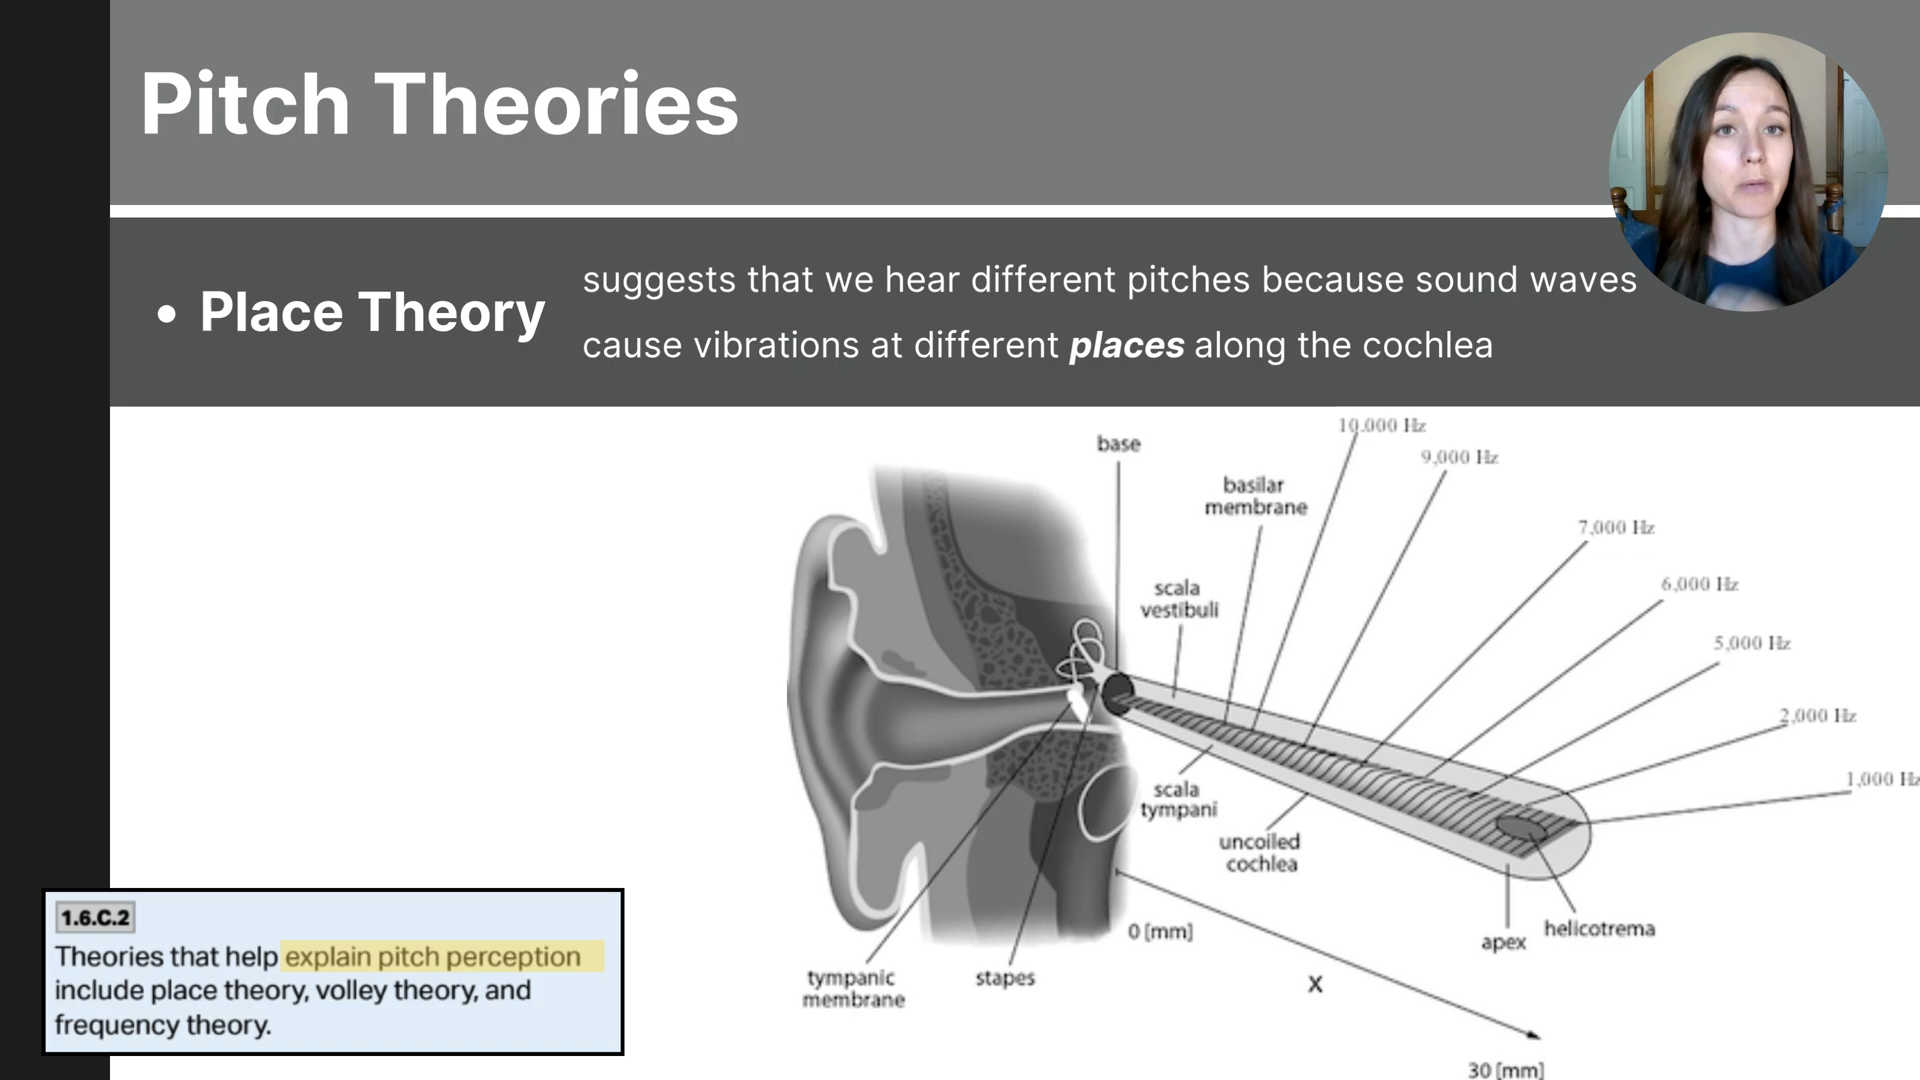 Pitch Theories
• Place Theory
suggests that we hear different pitches because sound waves
cause vibrations at different places along the cochlea
10,000 Hz
base
9,000 Hz
basilar
membrane
7,000 Hz
scala
vestibuli
6,000 Hz
5,000 Hz
2,000 Hz
1,000 Hz
scala
tympani
uncoiled
cochlea
helicotrema
apex
0 [mm]
tympanic
membrane
stapes
x
30 [mm]
1.6.C.2
Theories that help explain pitch perception
include place theory, volley theory, and
frequency theory.